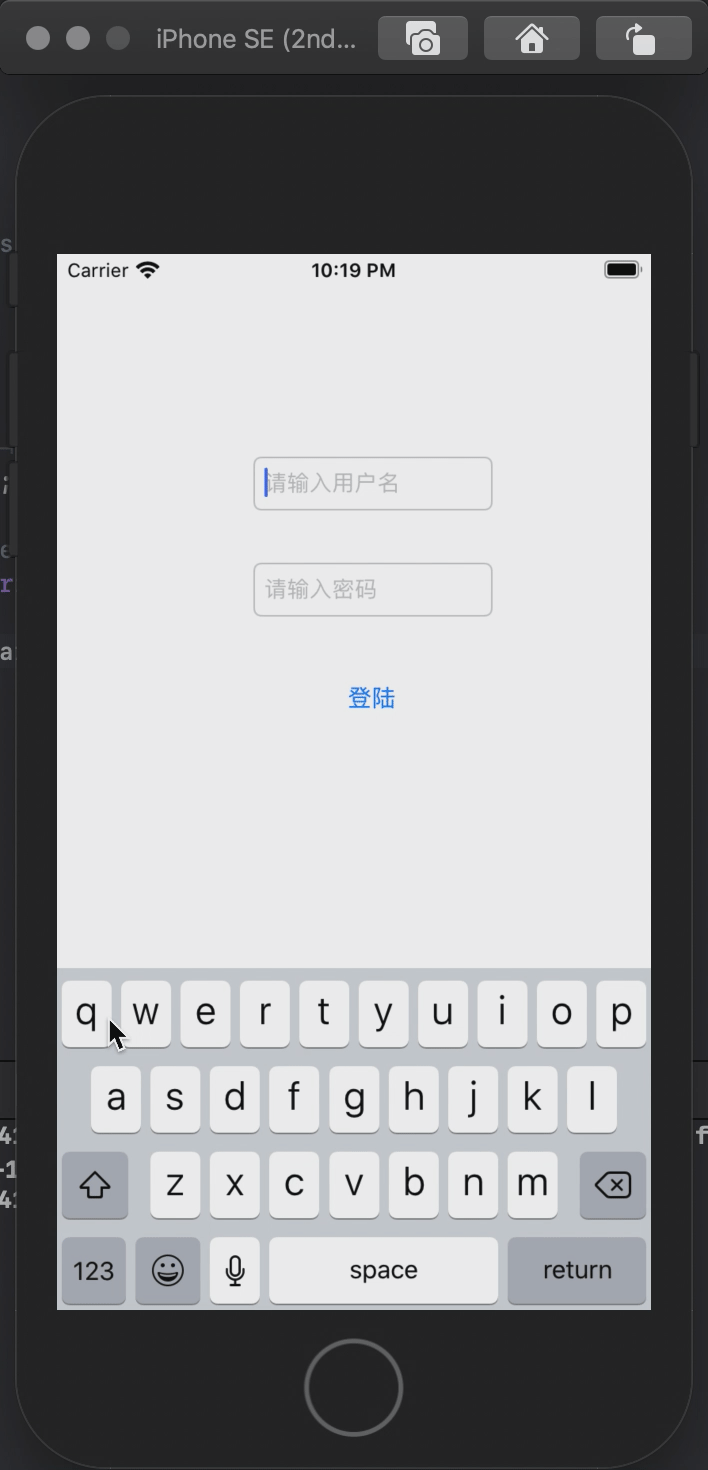 iPhone SE (2nd...
Carrier
10:19 PM
请输入用户名
请输入密码
登陆
q w e r t y u i o p
a s d f g h j k l
z x c v b n m
123 space return